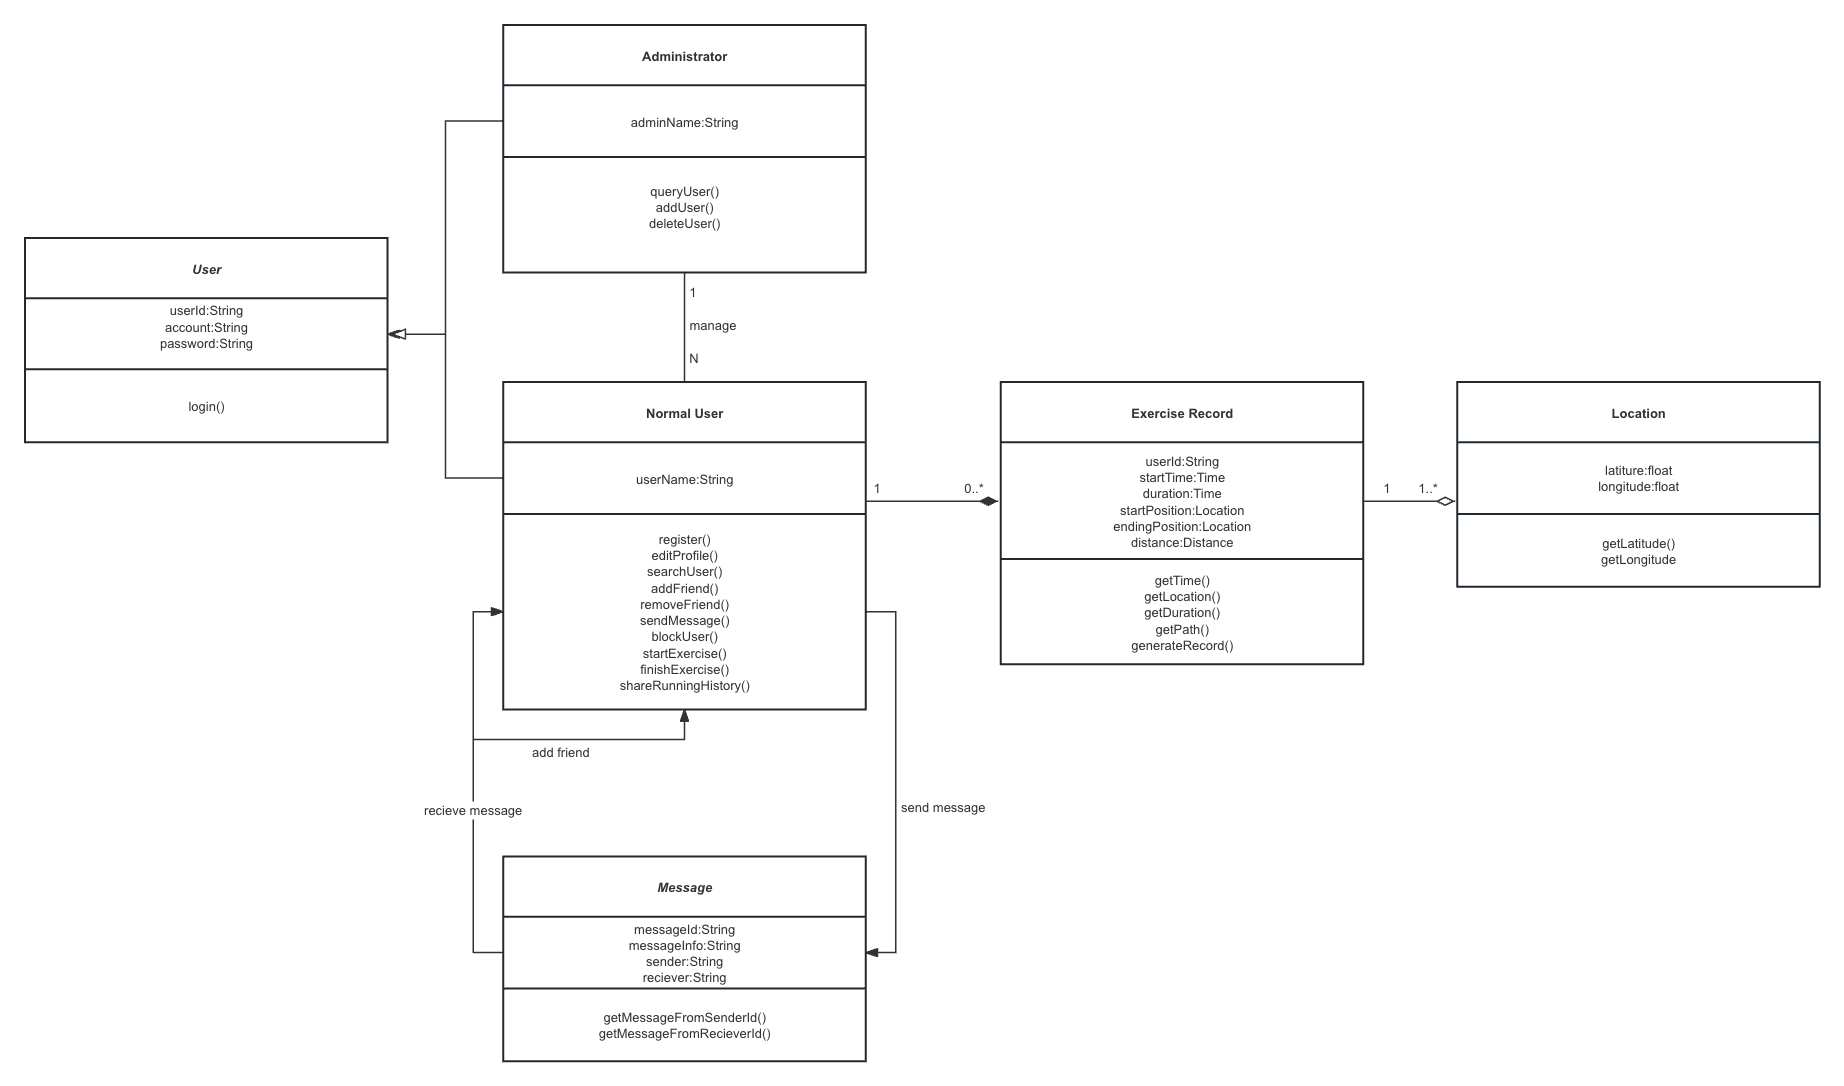 Administrator
adminName:String
queryUser()
addUser()
deleteUser()
User
userId:String
account:String
password:String
login()
1
manage
N
Normal User
userName:String
register()
editProfile()
searchUser()
addFriend()
removeFriend()
sendMessage()
blockUser()
startExercise()
finishExercise()
shareRunningHistory()
1
0..*
Exercise Record
userId:String
startTime:Time
duration:Time
startPosition:Location
endingPosition:Location
distance:Distance
getTime()
getLocation()
getDuration()
getPath()
generateRecord()
1
1..*
Location
latiture:float
longitude:float
getLatitude()
getLongitude
add friend
recieve message
send message
Message
messageId:String
messageInfo:String
sender:String
reciever:String
getMessageFromSenderId()
getMessageFromRecieverId()